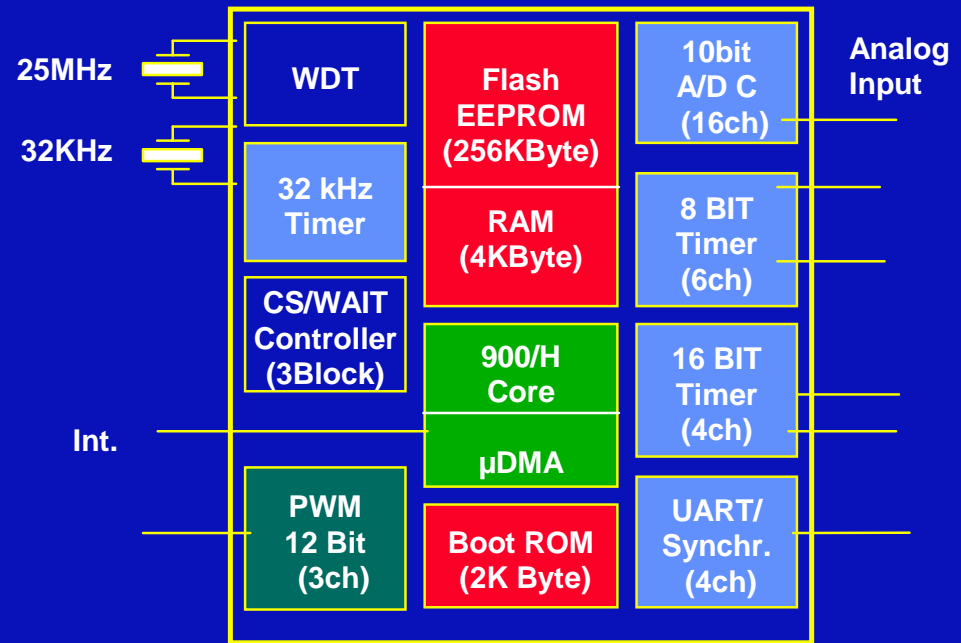 25MHz
32KHz
WDT
32 kHz
Timer
CS/WAIT
Controller
(3Block)
Int.
PWM
12 Bit
(3ch)
Flash
EEPROM
(256KByte)
RAM
(4KByte)
900/H
Core
µDMA
Boot ROM
(2K Byte)
10bit
A/D C
(16ch)
8 BIT
Timer
(6ch)
16 BIT
Timer
(4ch)
UART/
Synchr.
(4ch)
Analog
Input